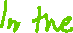 In the